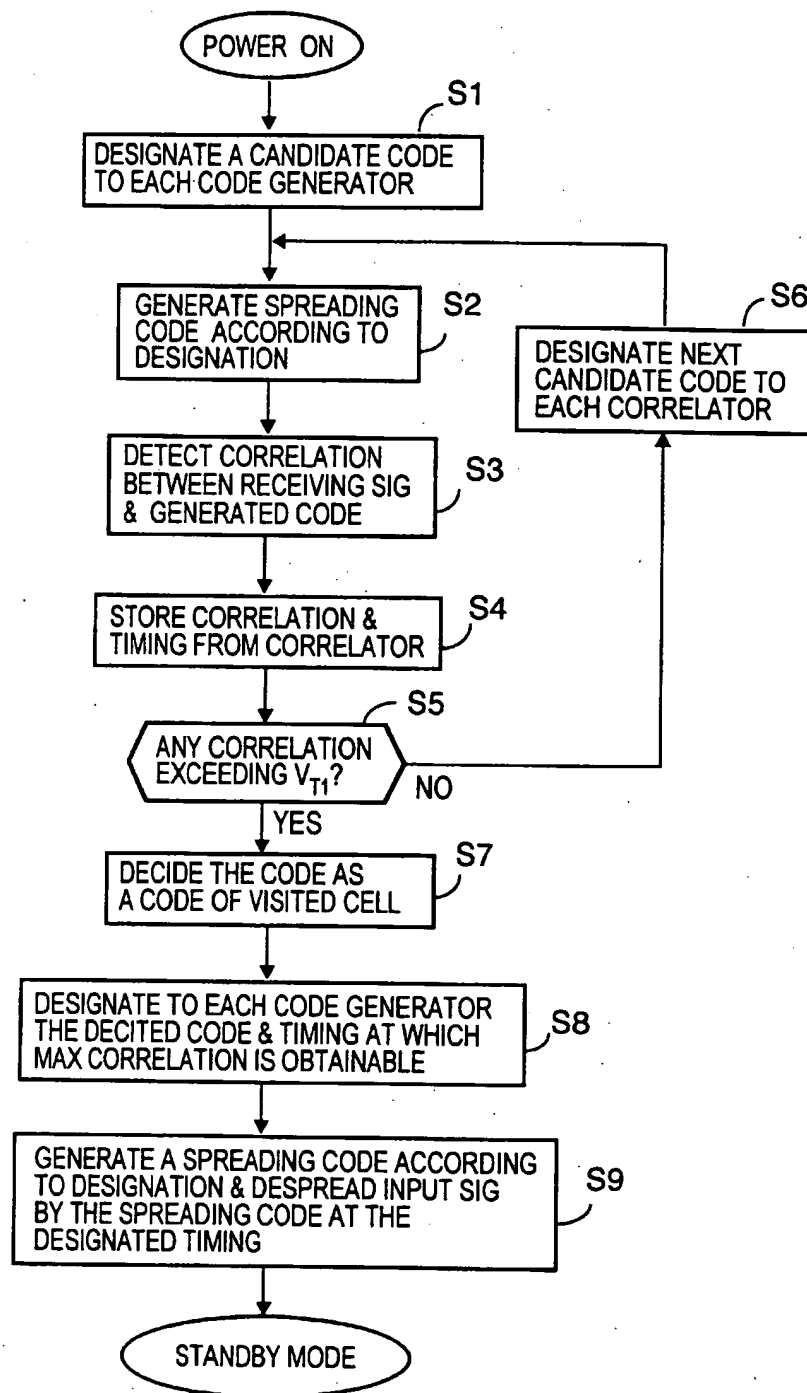 POWER ON
S1
DESIGNATE A CANDIDATE CODE
TO EACH CODE GENERATOR
S2
GENERATE SPREADING
CODE ACCORDING TO
DESIGNATION
S6
DESIGNATE NEXT
CANDIDATE CODE TO
EACH CORRELATOR
S3
DETECT CORRELATION
BETWEEN RECEIVING SIG
& GENERATED CODE
S4
STORE CORRELATION &
TIMING FROM CORRELATOR
S5
ANY CORRELATION
EXCEEDING VT1?
NO
YES
S7
DECIDE THE CODE AS
A CODE OF VISITED CELL
S8
DESIGNATE TO EACH CODE GENERATOR
THE DECITED CODE & TIMING AT WHICH
MAX CORRELATION IS OBTAINABLE
S9
GENERATE A SPREADING CODE ACCORDING
TO DESIGNATION & DESPREAD INPUT SIG
BY THE SPREADING CODE AT THE
DESIGNATED TIMING
STANDBY MODE